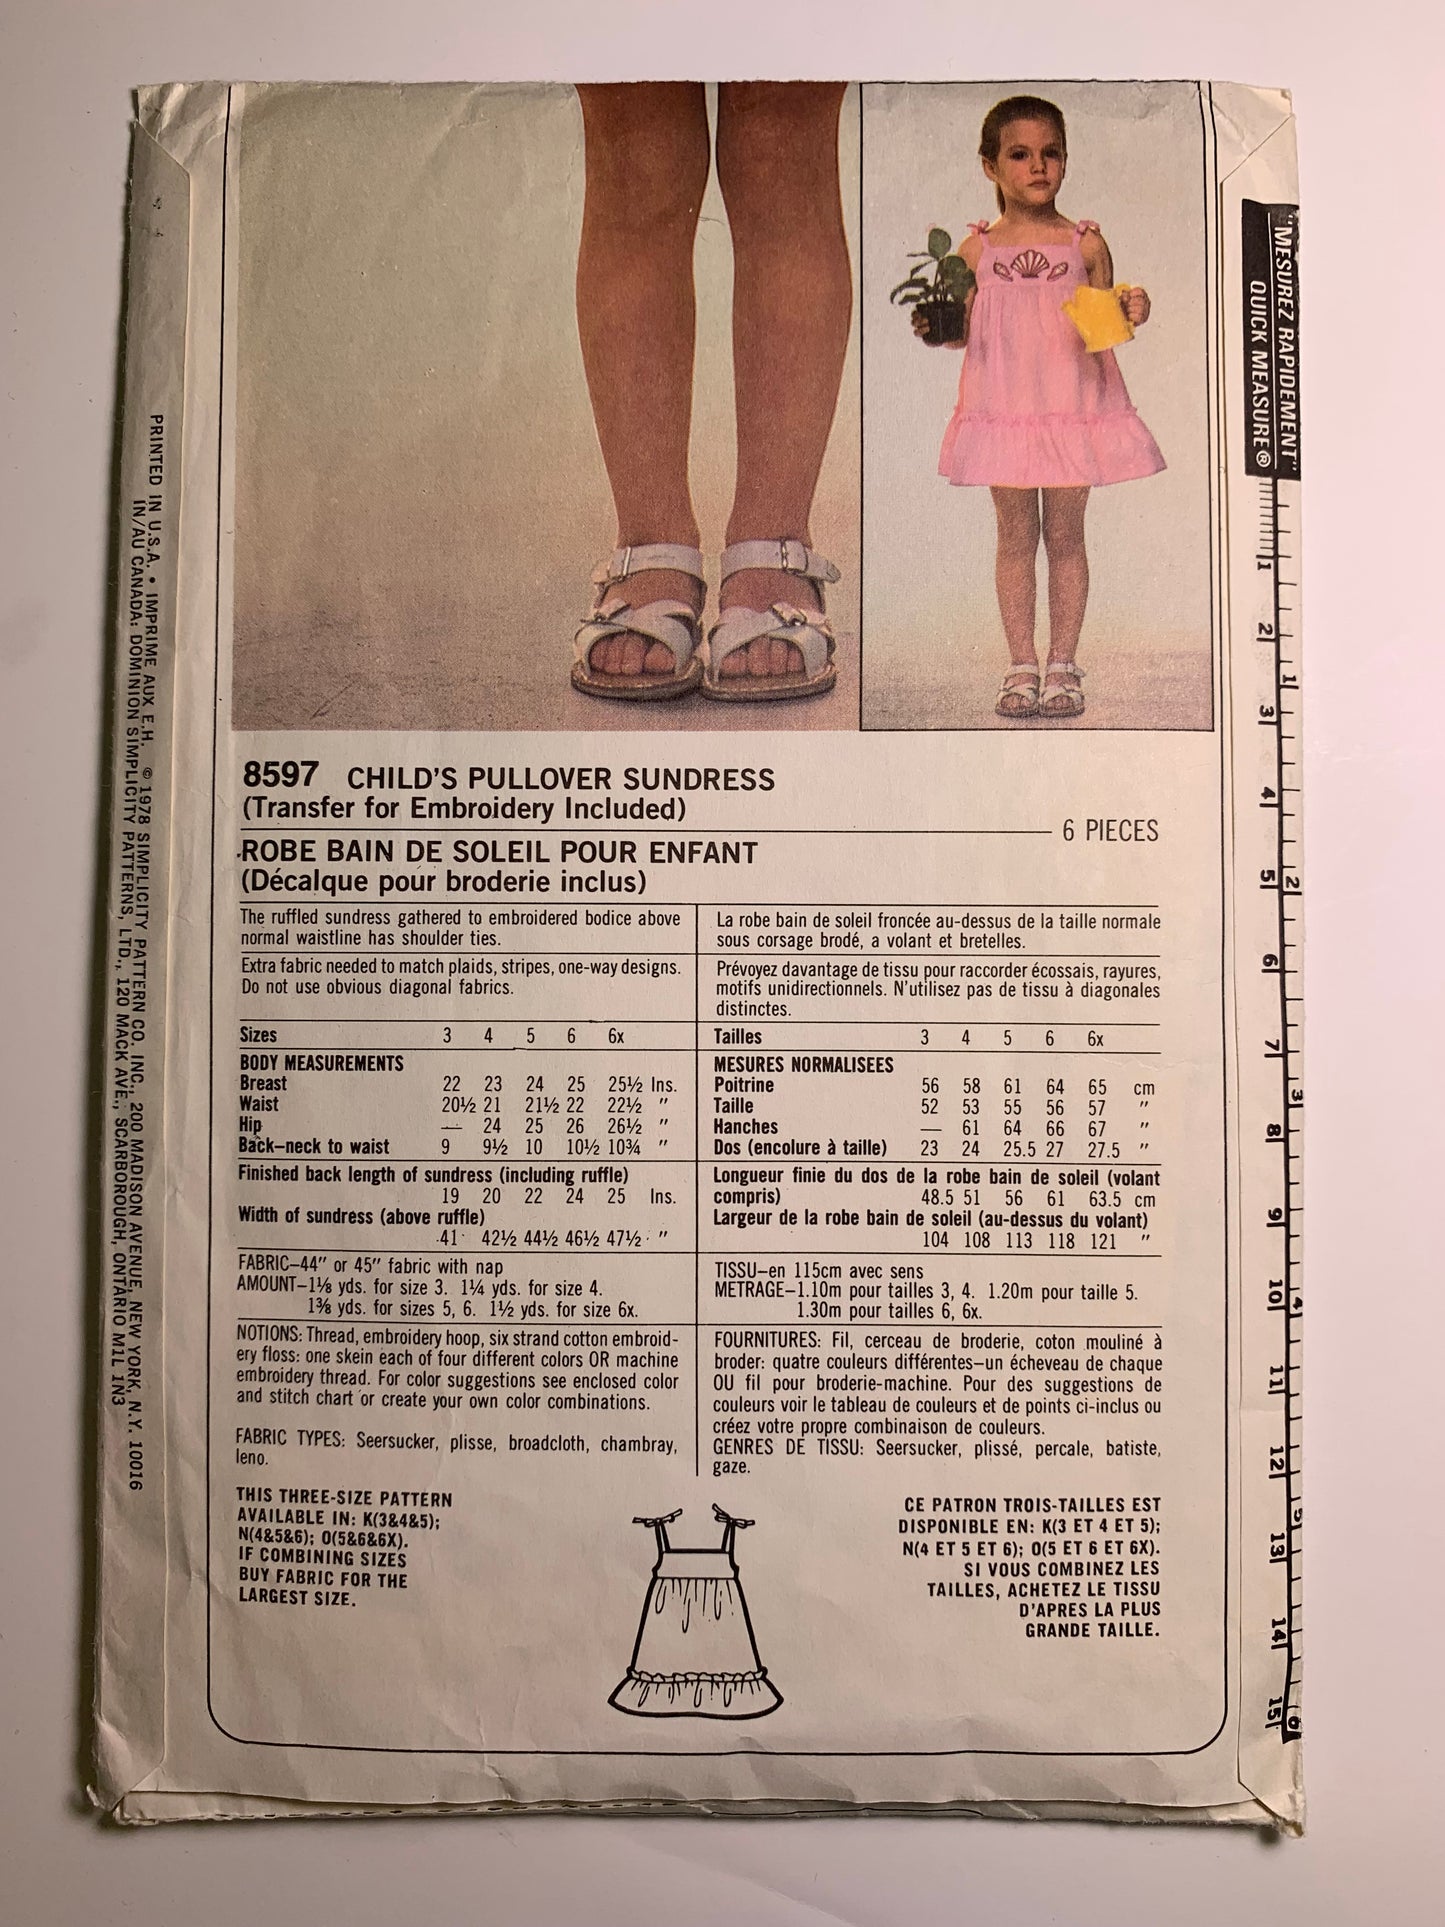 8597 CHILD'S PULLOVER SUNDRESS
(Transfer for Embroidery Included)
6 PIECES
ROBE BAIN DE SOLEIL POUR ENFANT
(Décalque pour broderie inclus)
The ruffled sundress gathered to embroidered bodice above
normal waistline has shoulder ties.
Extra fabric needed to match plaids, stripes, one-way designs.
Do not use obvious diagonal fabrics.
Sizes 3 4 5 6 6x
BODY MEASUREMENTS
Breast 22 23 24 25 25½ Ins.
Waist 20½ 21 21½ 22 22½ "
Hip — 24 25 26 26½ "
Back–neck to waist 9 9½ 10 10½ 10¾ "
Finished back length of sundress (including ruffle)
19 20 22 24 25 Ins.
Width of sundress (above ruffle)
41 42½ 44½ 46½ 47½ "
FABRIC–44" or 45" fabric with nap
AMOUNT–1⅛ yds. for size 3. 1¼ yds. for size 4.
1⅜ yds. for sizes 5, 6. 1½ yds. for size 6x.
NOTIONS: Thread, embroidery hoop, six strand cotton embroid-
ery floss: one skein each of four different colors OR machine
embroidery thread. For color suggestions see enclosed color
and stitch chart or create your own color combinations.
FABRIC TYPES: Seersucker, plisse, broadcloth, chambray,
leno.
La robe bain de soleil froncée au-dessus de la taille normale
sous corsage brodé, a volant et bretelles.
Prévoyez davantage de tissu pour raccorder écossais, rayures,
motifs unidirectionnels. N'utilisez pas de tissu à diagonales
distinctes.
Tailles 3 4 5 6 6x
MESURES NORMALISEES
Poitrine 56 58 61 64 65 cm
Taille 52 53 55 56 57 "
Hanches — 61 64 66 67 "
Dos (encolure à taille) 23 24 25.5 27 27.5 "
Longueur finie du dos de la robe bain de soleil (volant
compris) 48.5 51 56 61 63.5 cm
Largeur de la robe bain de soleil (au-dessus du volant)
104 108 113 118 121 "
TISSU–en 115cm avec sens
METRAGE–1.10m pour tailles 3, 4. 1.20m pour taille 5.
1.30m pour tailles 6, 6x.
FOURNITURES: Fil, cerceau de broderie, coton mouliné à
broder: quatre couleurs différentes–un écheveau de chaque
OU fil pour broderie-machine. Pour des suggestions de
couleurs voir le tableau de couleurs et de points ci-inclus ou
créez votre propre combinaison de couleurs.
GENRES DE TISSU: Seersucker, plissé, percale, batiste,
gaze.
THIS THREE-SIZE PATTERN
AVAILABLE IN: K(3&4&5);
N(4&5&6); O(5&6&6X).
IF COMBINING SIZES
BUY FABRIC FOR THE
LARGEST SIZE.
CE PATRON TROIS-TAILLES EST
DISPONIBLE EN: K(3 ET 4 ET 5);
N(4 ET 5 ET 6); O(5 ET 6 ET 6X).
SI VOUS COMBINEZ LES
TAILLES, ACHETEZ LE TISSU
D'APRES LA PLUS
GRANDE TAILLE.
PRINTED IN U.S.A. • IMPRIME AUX E.H. © 1978 SIMPLICITY PATTERN CO. INC., 200 MADISON AVENUE, NEW YORK, N.Y. 10016
IN/AU CANADA: DOMINION SIMPLICITY PATTERNS, LTD., 120 MACK AVE., SCARBOROUGH, ONTARIO M1L 1N3
"MESUREZ RAPIDEMENT"
QUICK MEASURE®
1 2 3 4 5 6
1 2 3 4 5 6 7 8 9 10 11 12 13 14 15